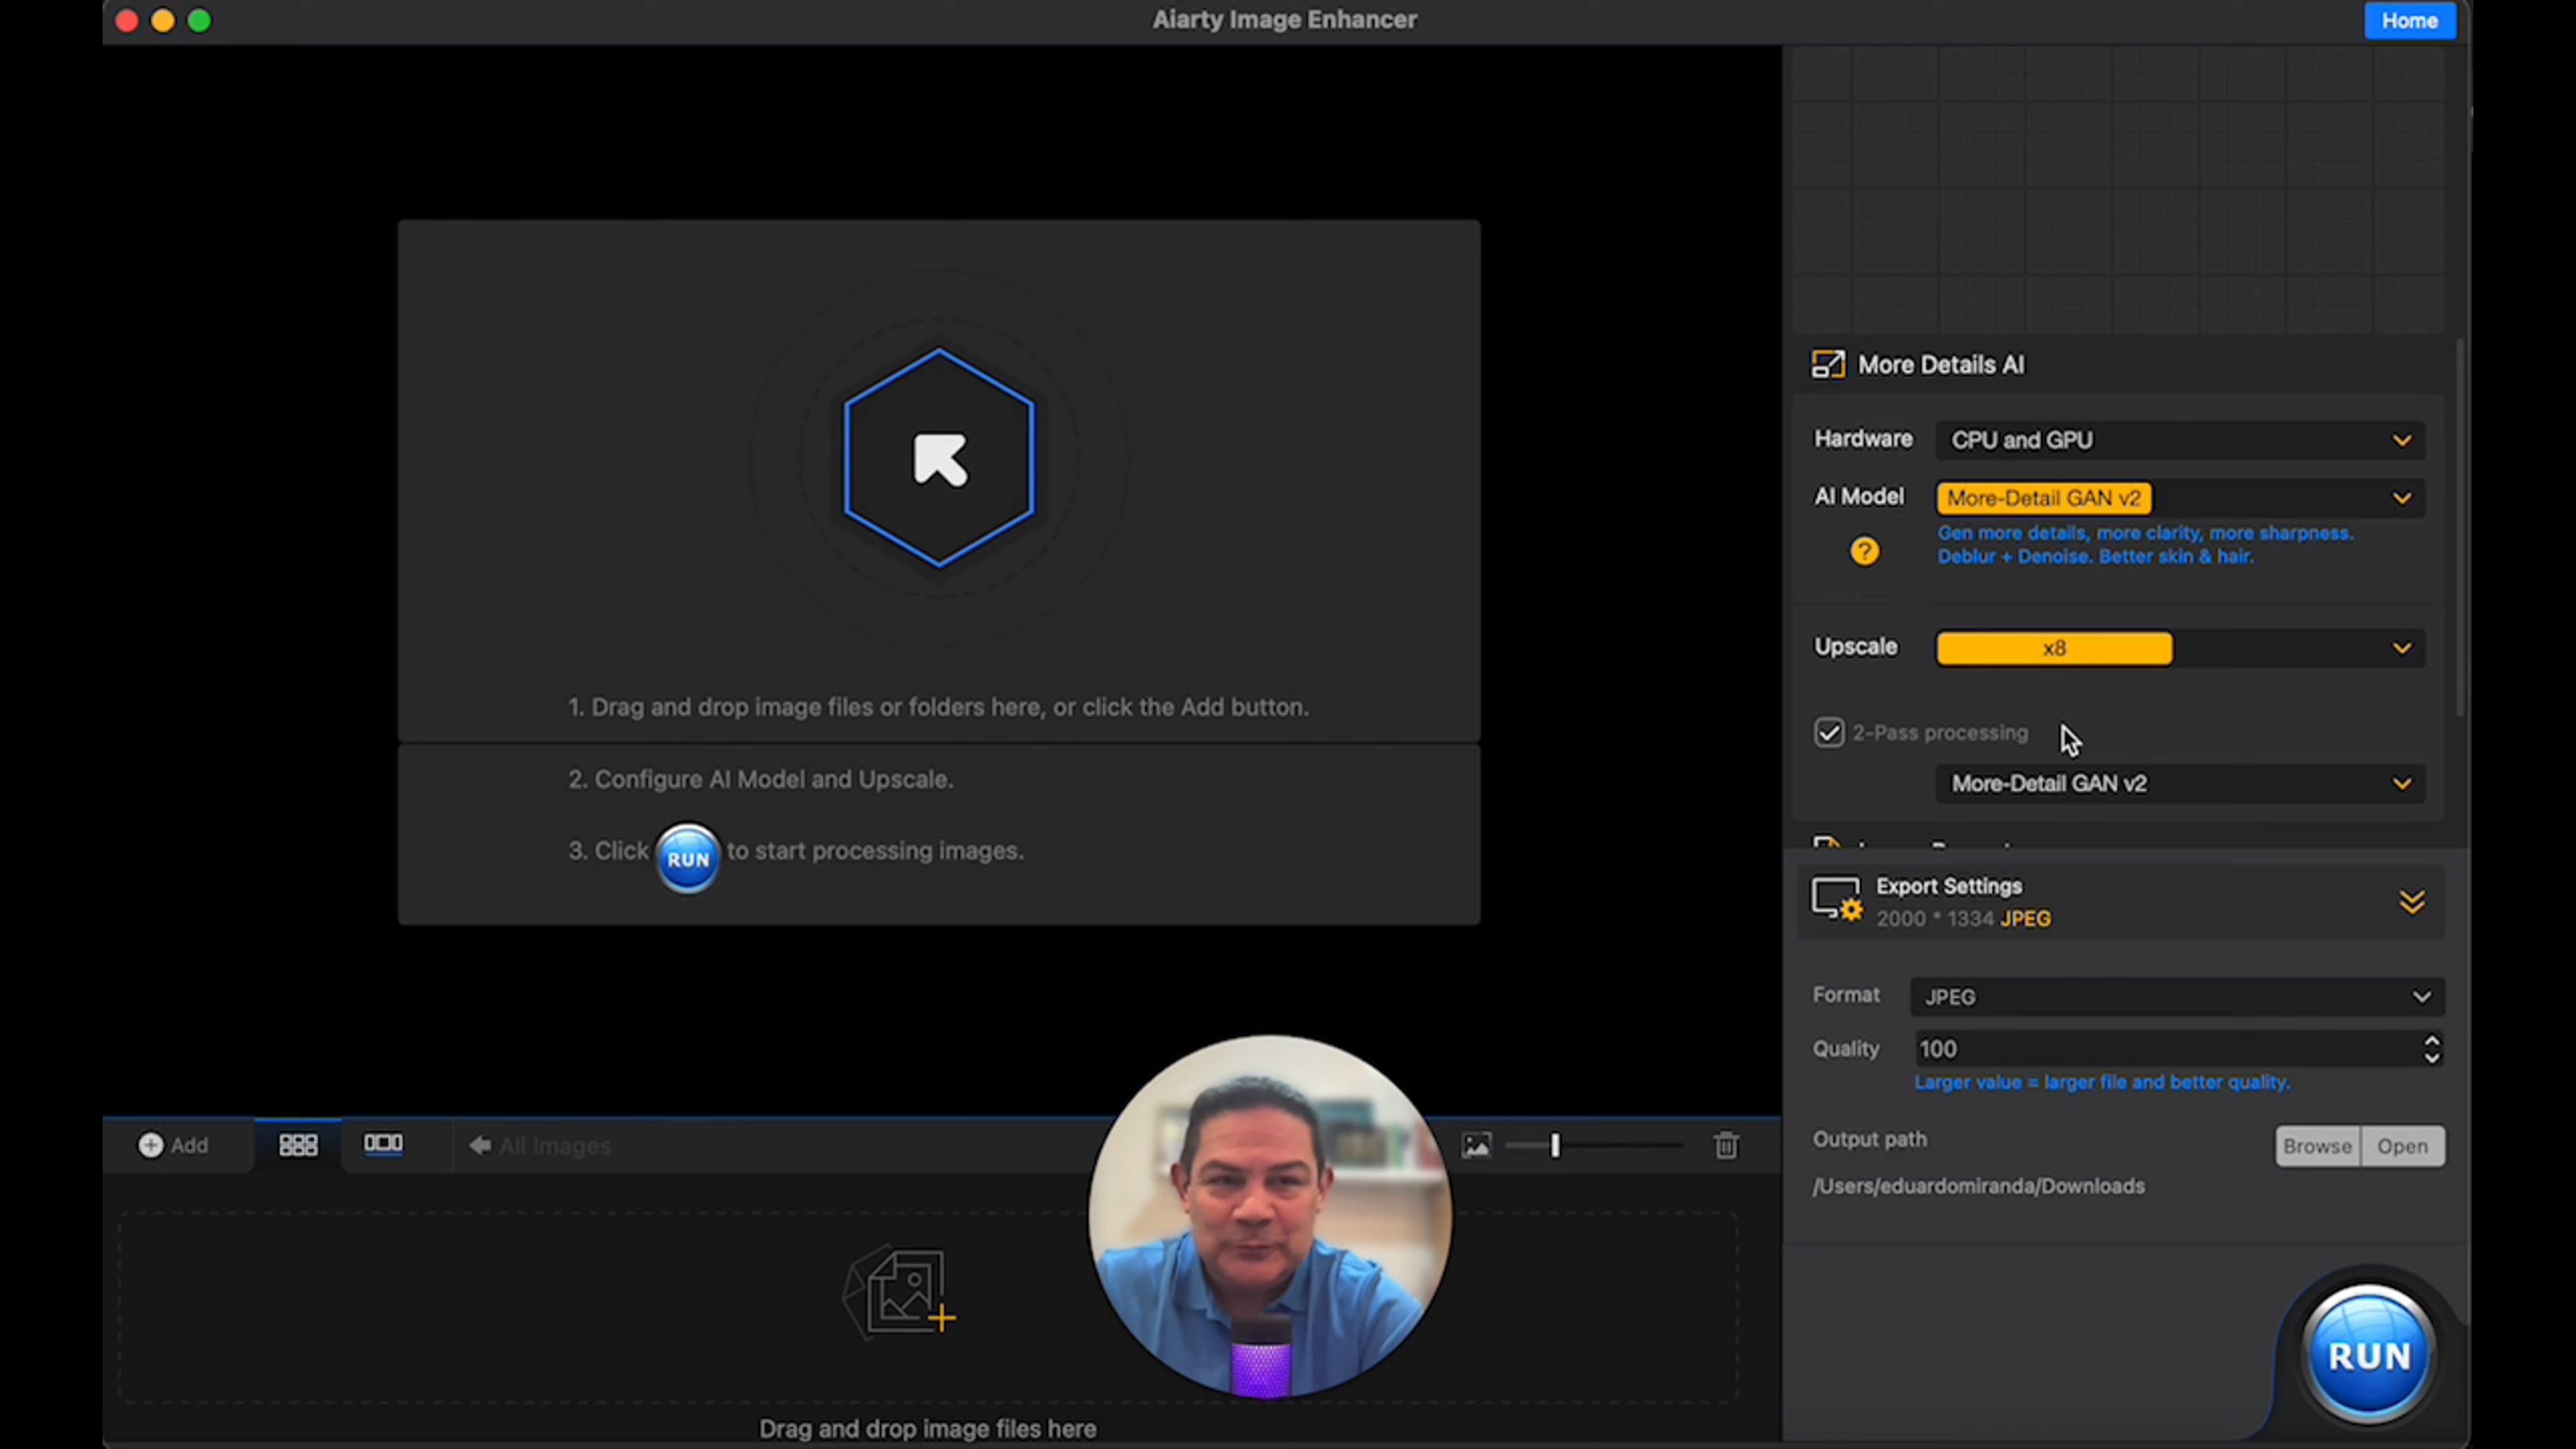 Aiarty Image Enhancer
Home
1. Drag and drop image files or folders here, or click the Add button.
2. Configure AI Model and Upscale.
3. Click RUN to start processing images.
More Details AI
Hardware CPU and GPU
AI Model More-Detail GAN v2
? Gen more details, more clarity, more sharpness.
Deblur + Denoise. Better skin & hair.
Upscale x8
2-Pass processing
More-Detail GAN v2
Export Settings
2000 * 1334 JPEG
Format JPEG
Quality 100
Larger value = larger file and better quality.
Output path Browse Open
/Users/eduardomiranda/Downloads
RUN
Add All Images
Drag and drop image files here